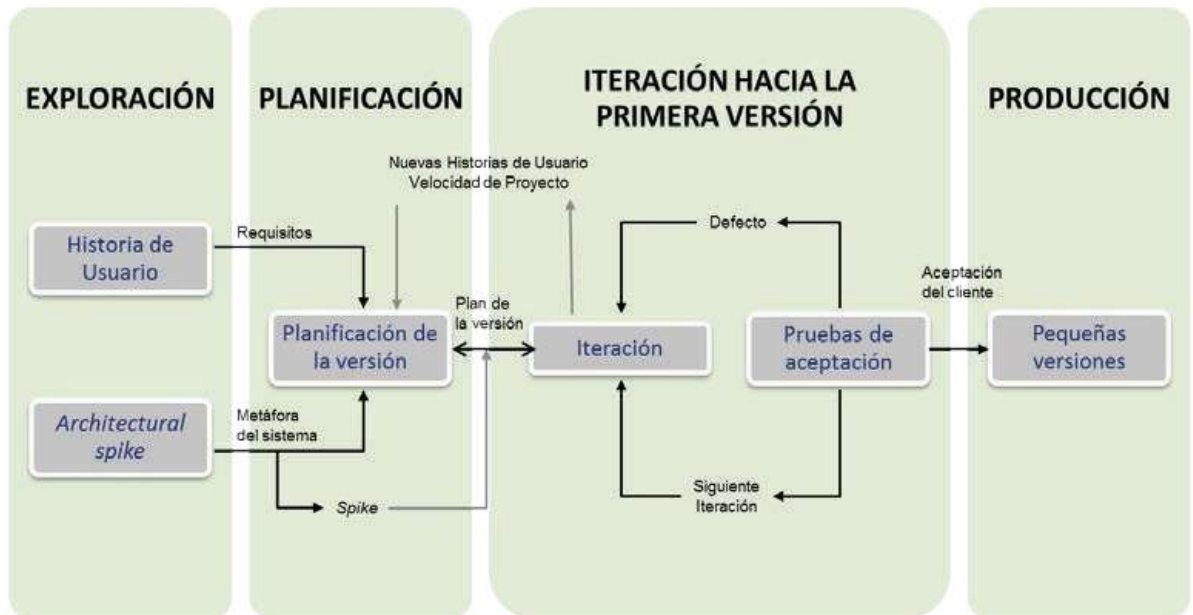 EXPLORACIÓN
PLANIFICACIÓN
ITERACIÓN HACIA LA
PRIMERA VERSIÓN
PRODUCCIÓN
Nuevas Historias de Usuario
Velocidad de Proyecto
Historia de
Usuario
Requisitos
Defecto
Aceptación
del cliente
Planificación de
la versión
Plan de
la versión
Iteración
Pruebas de
aceptación
Pequeñas
versiones
Architectural
spike
Metáfora
del sistema
Spike
Siguiente
Iteración